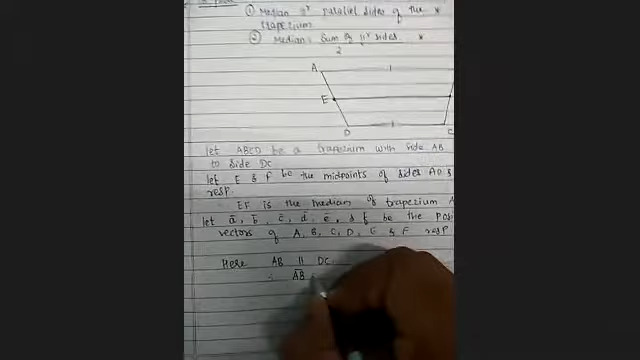 ① Median ||ˡ parallel sides of the *
trapezium
② Median = Sum of ||ˡ sides *
2
A
E
D
C
let ABCD be a trapezium with side AB
to side DC
let E & F be the midpoints of sides AD &
resp.
EF is the median of trapezium A
let a̅, b̅, c̅, d̅, e̅, & f̅ be the posi
vectors of A, B, C, D, E & F resp
Here AB || DC
∴ A̅B̅